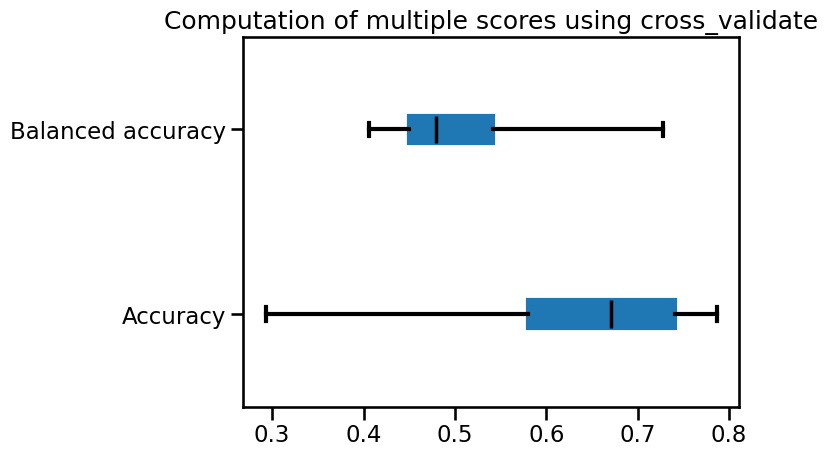 Computation of multiple scores using cross_validate
Balanced accuracy
Accuracy
0.3 0.4 0.5 0.6 0.7 0.8